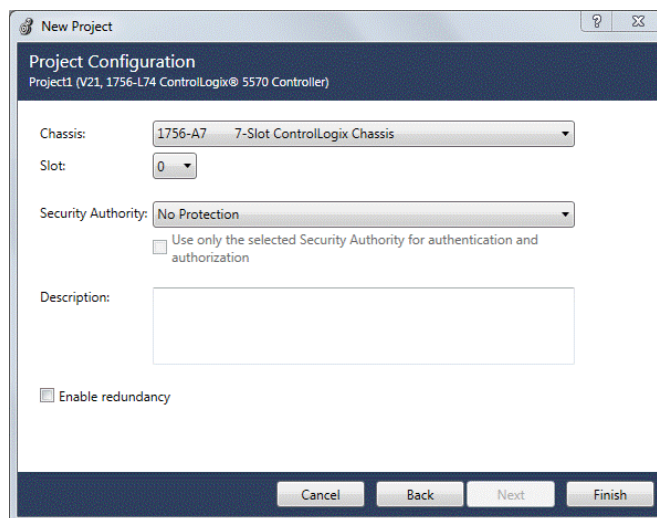 New Project
?
Project Configuration
Project1 (V21, 1756-L74 ControlLogix® 5570 Controller)
Chassis: 1756-A7 7-Slot ControlLogix Chassis
Slot: 0
Security Authority: No Protection
Use only the selected Security Authority for authentication and
authorization
Description:
Enable redundancy
Cancel Back Next Finish